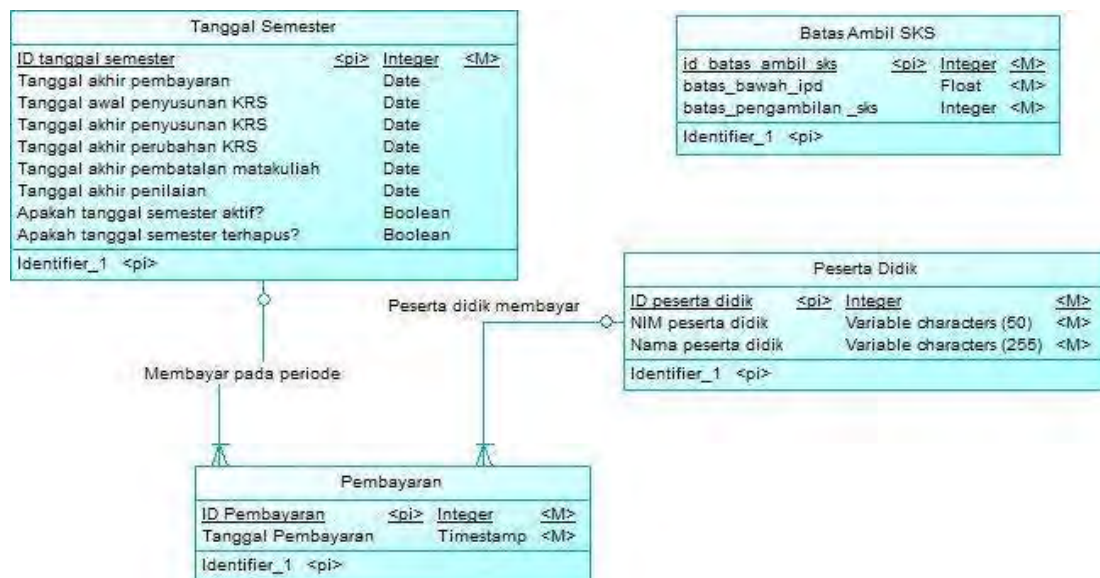 Tanggal Semester
ID tanggal semester <pi> Integer <M>
Tanggal akhir pembayaran Date
Tanggal awal penyusunan KRS Date
Tanggal akhir penyusunan KRS Date
Tanggal akhir perubahan KRS Date
Tanggal akhir pembatalan matakuliah Date
Tanggal akhir penilaian Date
Apakah tanggal semester aktif? Boolean
Apakah tanggal semester terhapus? Boolean
Identifier_1 <pi>
Batas Ambil SKS
id_batas_ambil_sks <pi> Integer <M>
batas_bawah_ipd Float <M>
batas_pengambilan _sks Integer <M>
Identifier_1 <pi>
Peserta didik membayar
Peserta Didik
ID peserta didik <pi> Integer <M>
NIM peserta didik Variable characters (50) <M>
Nama peserta didik Variable characters (255) <M>
Identifier_1 <pi>
Membayar pada periode
Pembayaran
ID Pembayaran <pi> Integer <M>
Tanggal Pembayaran Timestamp <M>
Identifier_1 <pi>